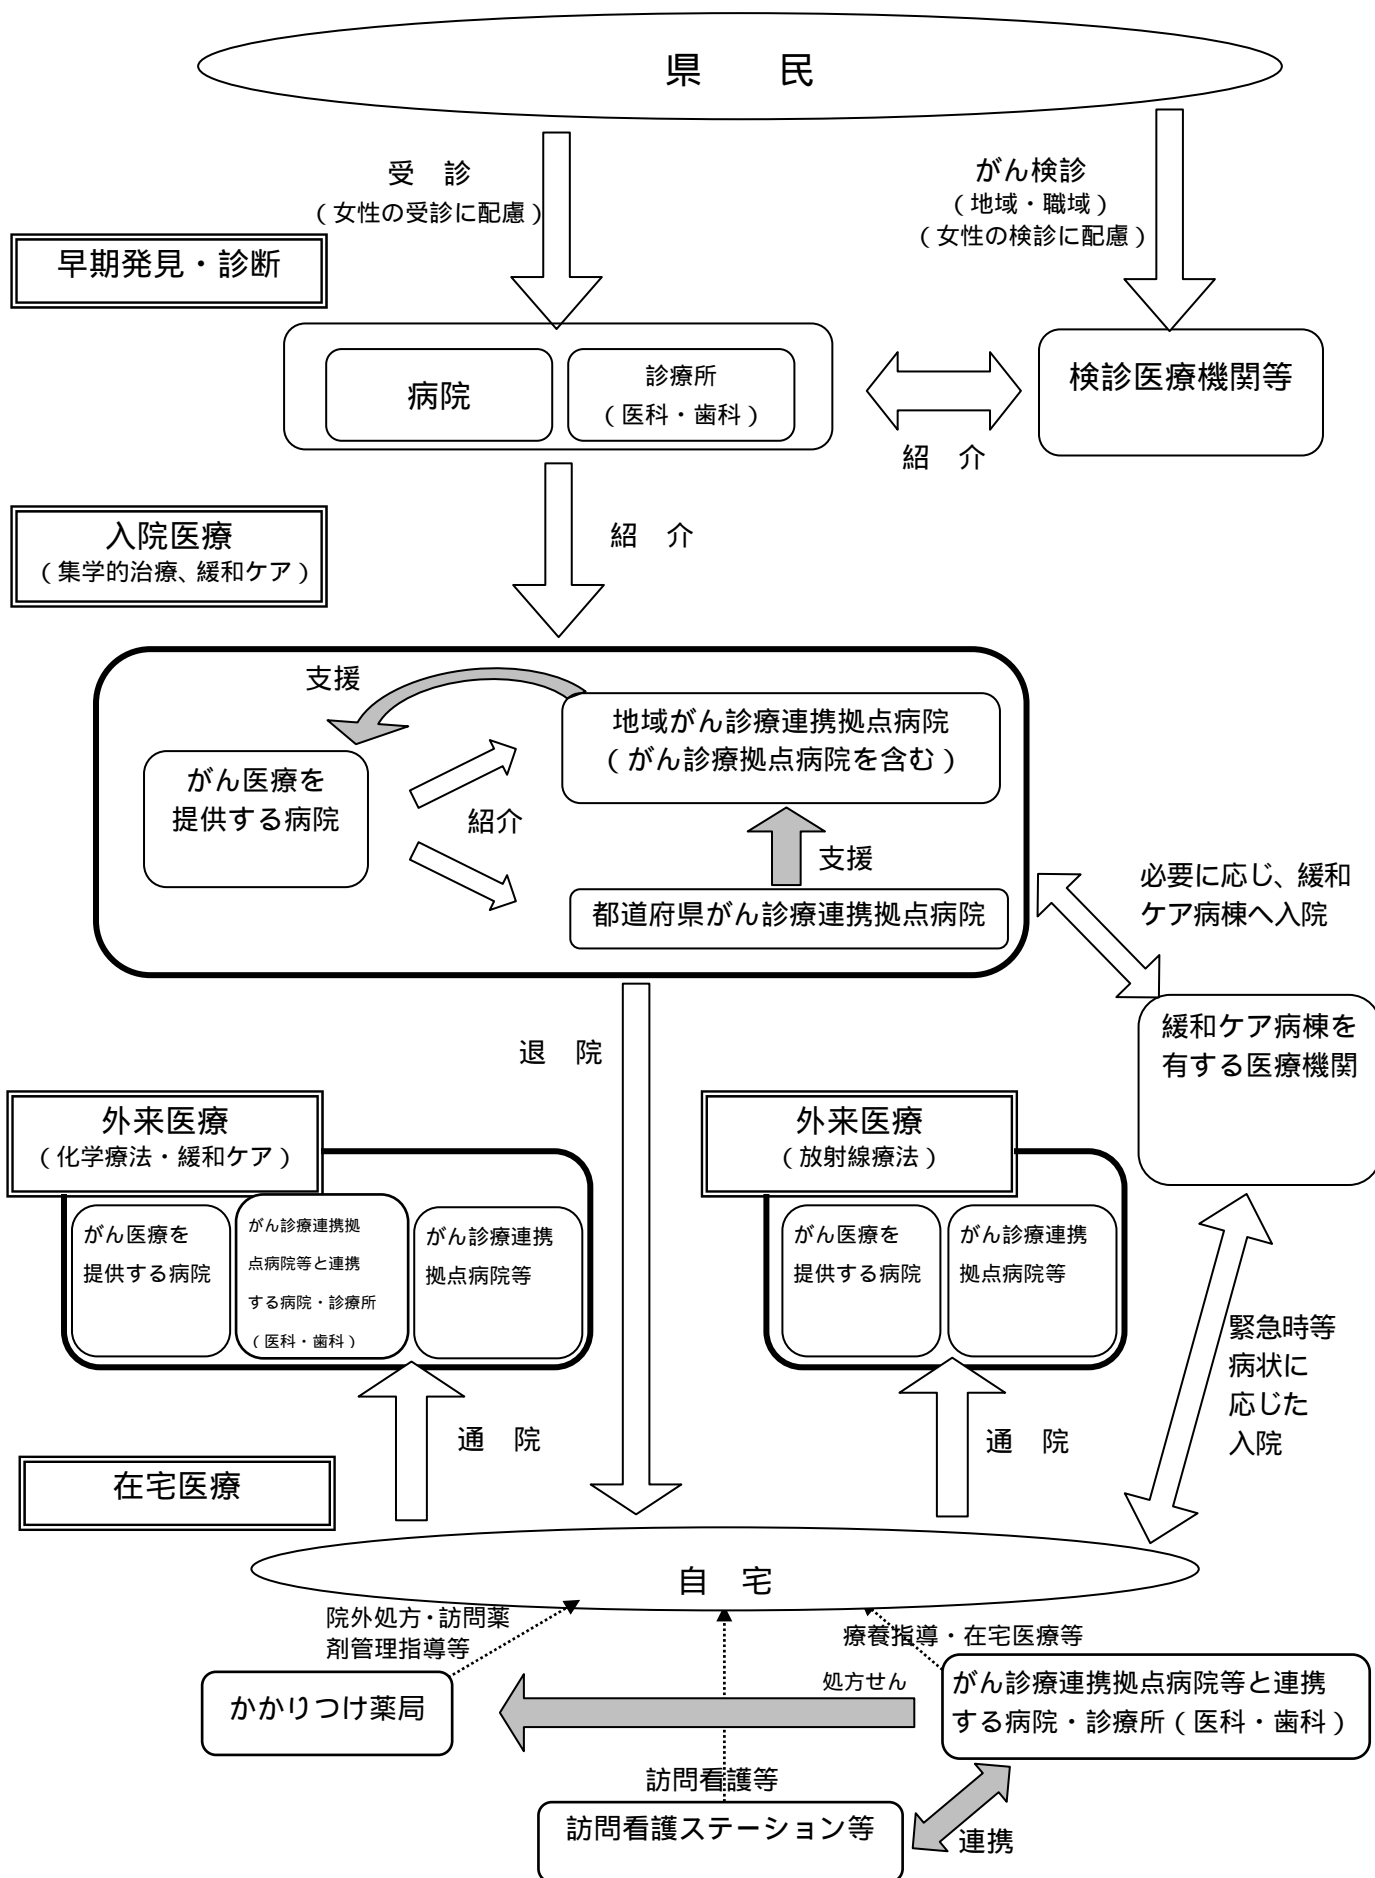 県　民
受　診
（女性の受診に配慮）
がん検診
（地域・職域）
（女性の検診に配慮）
早期発見・診断
病院
診療所
（医科・歯科）
検診医療機関等
紹　介
入院医療
（集学的治療、緩和ケア）
紹　介
支援
地域がん診療連携拠点病院
（がん診療拠点病院を含む）
がん医療を
提供する病院
紹介
支援
都道府県がん診療連携拠点病院
必要に応じ、緩和
ケア病棟へ入院
緩和ケア病棟を
有する医療機関
退　院
外来医療
（化学療法・緩和ケア）
がん医療を
提供する病院
がん診療連携拠
点病院等と連携
する病院・診療所
（医科・歯科）
がん診療連携
拠点病院等
外来医療
（放射線療法）
がん医療を
提供する病院
がん診療連携
拠点病院等
緊急時等
病状に
応じた
入院
通　院
通　院
在宅医療
自　宅
院外処方・訪問薬
剤管理指導等
療養指導・在宅医療等
かかりつけ薬局
処方せん
がん診療連携拠点病院等と連携
する病院・診療所（医科・歯科）
訪問看護等
訪問看護ステーション等
連携